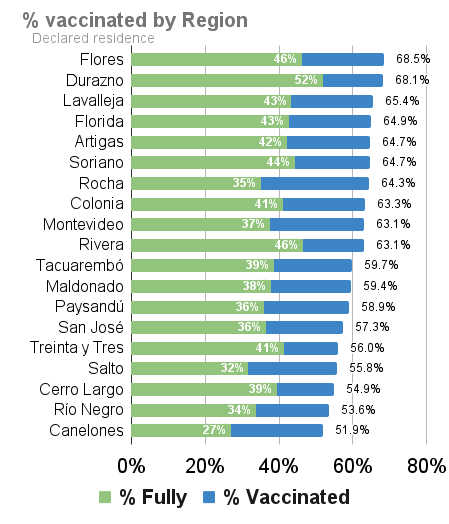 % vaccinated by Region
Declared residence
Flores 46% 68.5%
Durazno 52% 68.1%
Lavalleja 43% 65.4%
Florida 43% 64.9%
Artigas 42% 64.7%
Soriano 44% 64.7%
Rocha 35% 64.3%
Colonia 41% 63.3%
Montevideo 37% 63.1%
Rivera 46% 63.1%
Tacuarembó 39% 59.7%
Maldonado 38% 59.4%
Paysandú 36% 58.9%
San José 36% 57.3%
Treinta y Tres 41% 56.0%
Salto 32% 55.8%
Cerro Largo 39% 54.9%
Río Negro 34% 53.6%
Canelones 27% 51.9%
0% 20% 40% 60% 80%
% Fully % Vaccinated